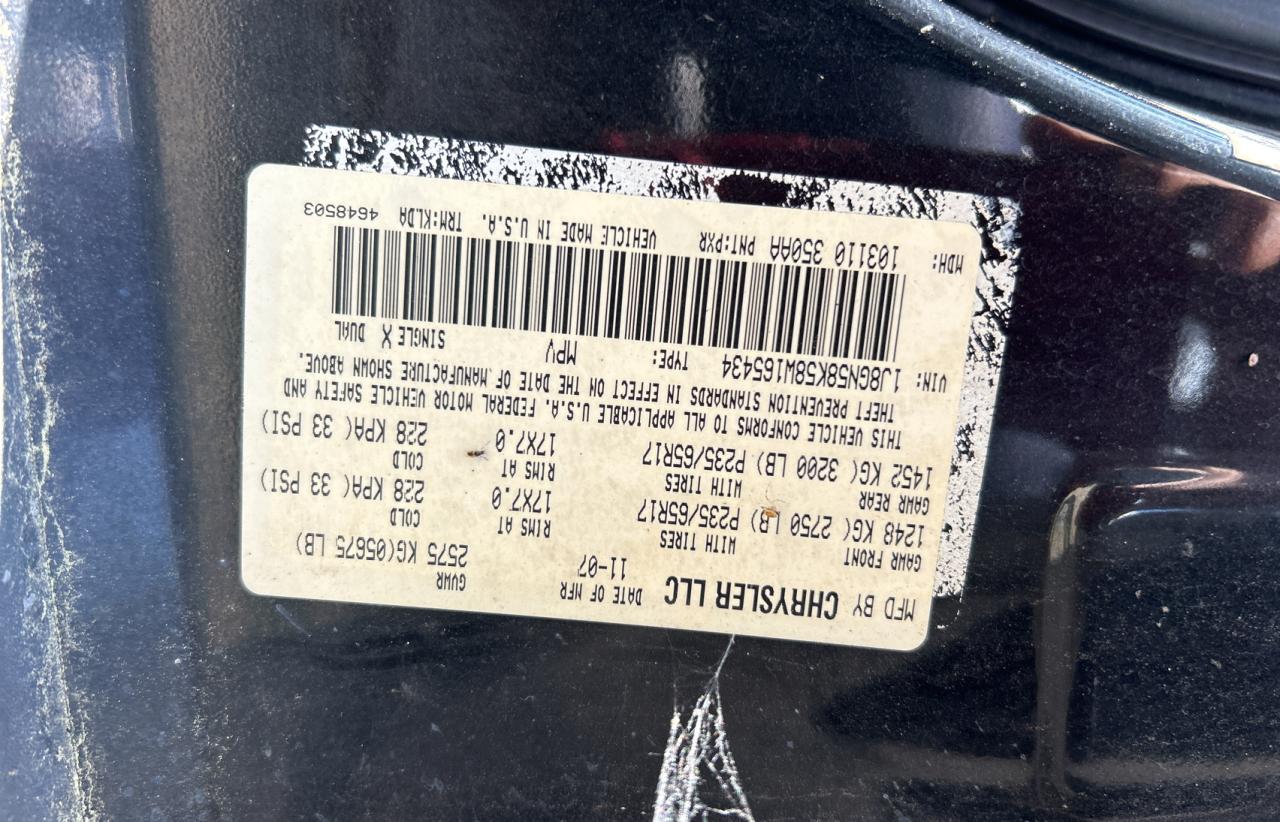 MFD BY CHRYSLER LLC DATE OF MFR 11-07 GVWR 2575 KG(05675 LB)
GAWR FRONT WITH TIRES RIMS AT COLD
1248 KG( 2750 LB) P235/65R17 17X7.0 228 KPA( 33 PSI)
GAWR REAR WITH TIRES RIMS AT COLD
1452 KG( 3200 LB) P235/65R17 17X7.0 228 KPA( 33 PSI)
THIS VEHICLE CONFORMS TO ALL APPLICABLE U.S.A. FEDERAL MOTOR VEHICLE SAFETY AND
THEFT PREVENTION STANDARDS IN EFFECT ON THE DATE OF MANUFACTURE SHOWN ABOVE.
VIN: 1J8GN58K58W165434 TYPE: MPV SINGLE X DUAL
MDH: 103110 350AA PNT:PXR VEHICLE MADE IN U.S.A. TRM:KLDA 4648503